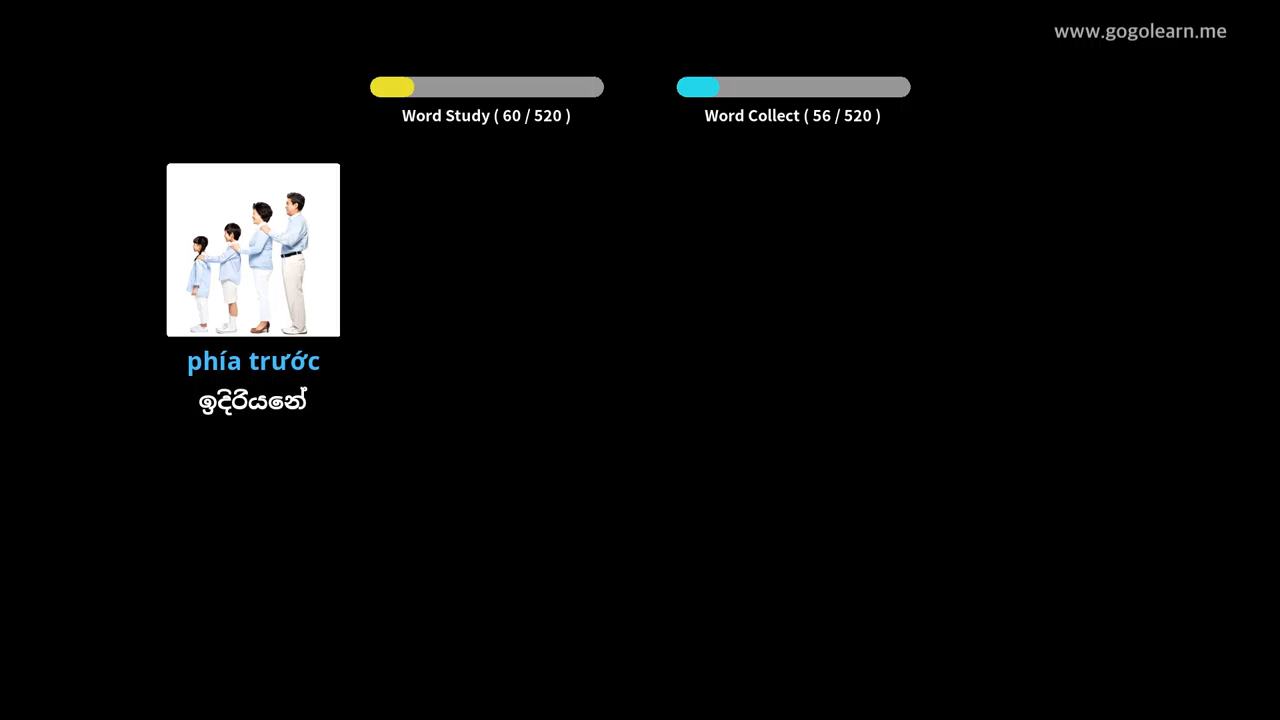 www.gogolearn.me
Word Study ( 60 / 520 )
Word Collect ( 56 / 520 )
phía trước
ඉදිරියනේ